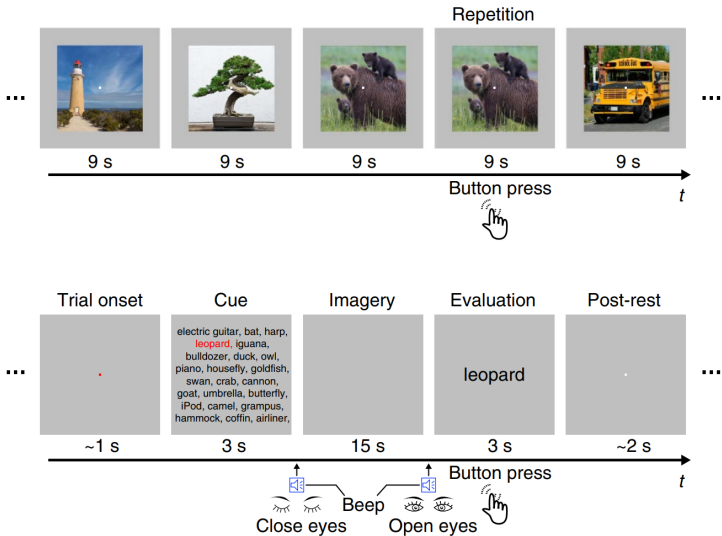 Repetition
... ...
9 s 9 s 9 s 9 s 9 s
Button press
t
Trial onset Cue Imagery Evaluation Post-rest
electric guitar, bat, harp,
leopard, iguana,
bulldozer, duck, owl,
piano, housefly, goldfish,
swan, crab, cannon,
goat, umbrella, butterfly,
iPod, camel, grampus,
hammock, coffin, airliner,
leopard
... ...
~1 s 3 s 15 s 3 s ~2 s
Button press
t
Beep
Close eyes Open eyes